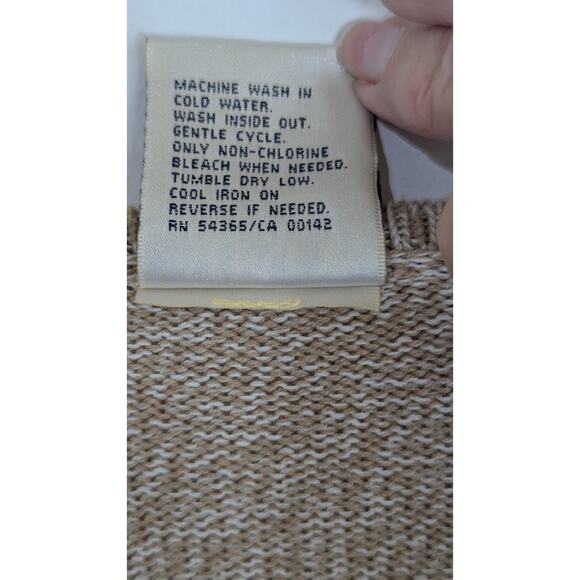 MACHINE WASH IN
COLD WATER.
WASH INSIDE OUT.
GENTLE CYCLE.
ONLY NON-CHLORINE
BLEACH WHEN NEEDED.
TUMBLE DRY LOW.
COOL IRON ON
REVERSE IF NEEDED.
RN 54365/CA 00142